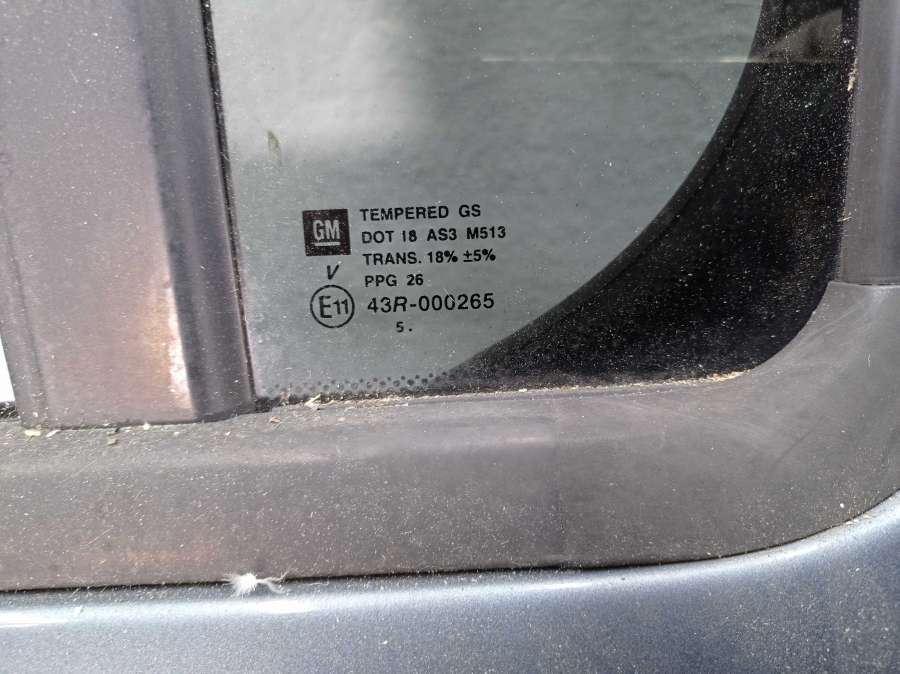 GM
TEMPERED GS
DOT 18 AS3 M513
TRANS. 18% ±5%
V
PPG 26
E11
43R-000265
5.